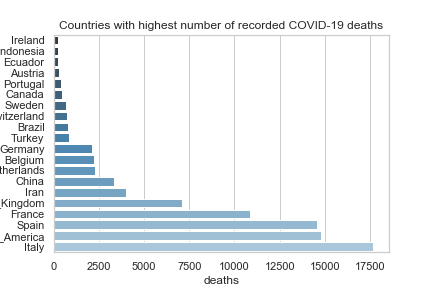 Countries with highest number of recorded COVID-19 deaths
Ireland
ndonesia
Ecuador
Austria
Portugal
Canada
Sweden
witzerland
Brazil
Turkey
Germany
Belgium
therlands
China
Iran
_Kingdom
France
Spain
_America
Italy
0 2500 5000 7500 10000 12500 15000 17500
deaths